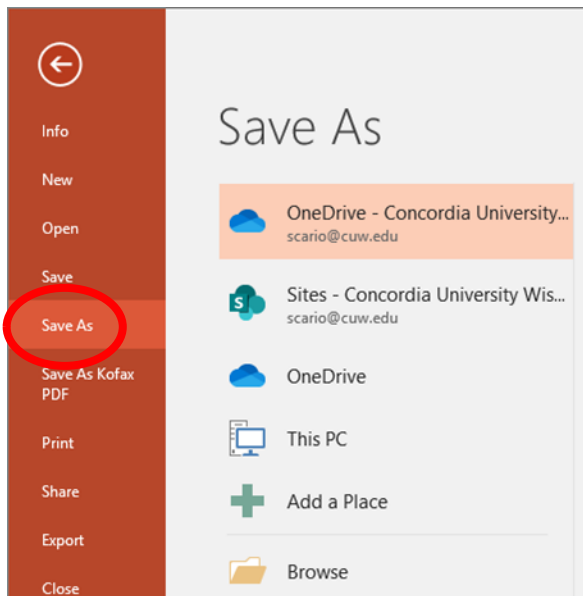 Info
New
Open
Save
Save As
Save As Kofax
PDF
Print
Share
Export
Close
Save As
OneDrive - Concordia University...
scario@cuw.edu
S
Sites - Concordia University Wis...
scario@cuw.edu
OneDrive
This PC
Add a Place
Browse